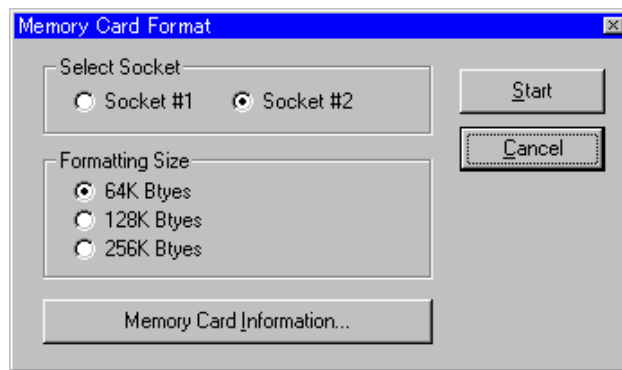 Memory Card Format
Select Socket
Socket #1 Socket #2
Start
Cancel
Formatting Size
64K Btyes
128K Btyes
256K Btyes
Memory Card Information...